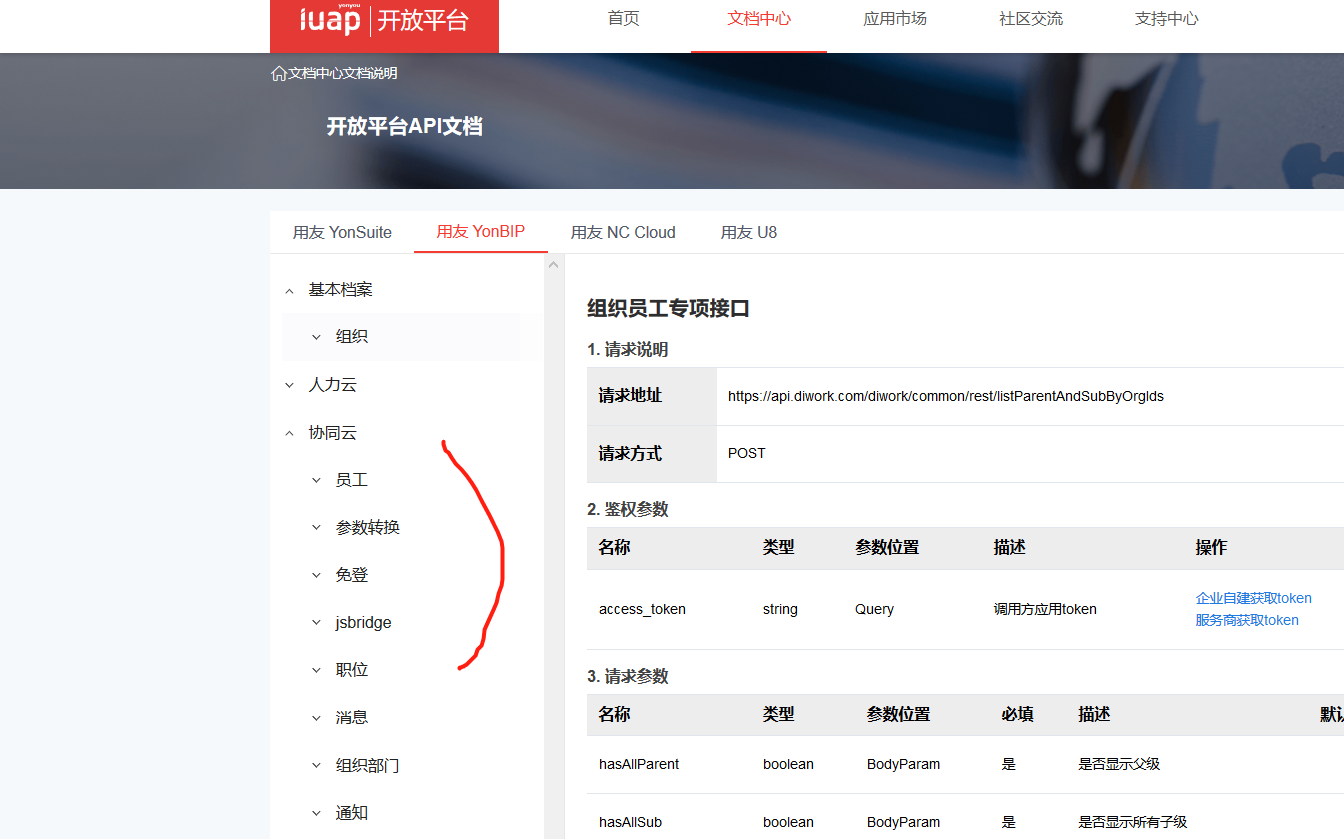 yonyou
iuap 开放平台
首页
文档中心
应用市场
社区交流
支持中心
文档中心文档说明
开放平台API文档
用友 YonSuite
用友 YonBIP
用友 NC Cloud
用友 U8
基本档案
组织
人力云
协同云
员工
参数转换
免登
jsbridge
职位
消息
组织部门
通知
组织员工专项接口
1. 请求说明
请求地址 https://api.diwork.com/diwork/common/rest/listParentAndSubByOrgIds
请求方式 POST
2. 鉴权参数
名称 类型 参数位置 描述 操作
access_token string Query 调用方应用token 企业自建获取token
服务商获取token
3. 请求参数
名称 类型 参数位置 必填 描述 默认
hasAllParent boolean BodyParam 是 是否显示父级
hasAllSub boolean BodyParam 是 是否显示所有子级